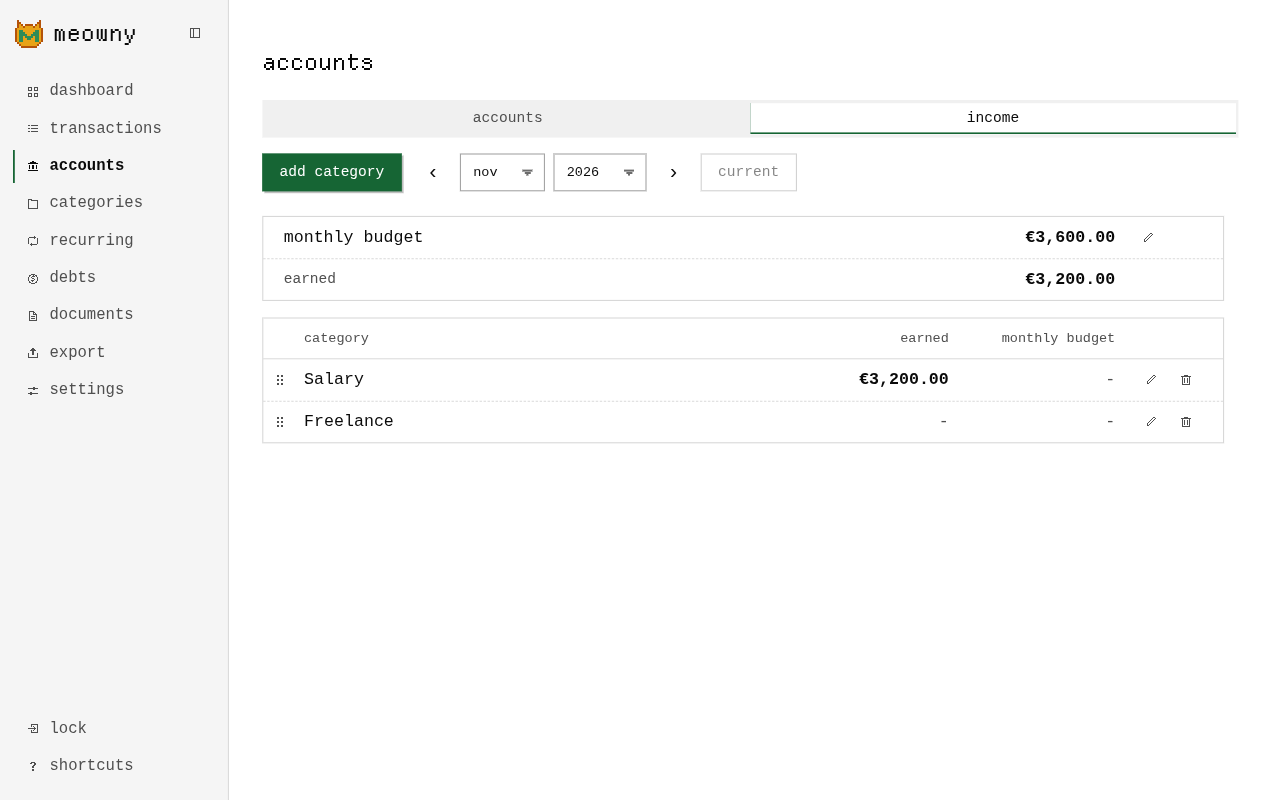 meowny
dashboard
transactions
accounts
categories
recurring
debts
documents
export
settings
lock
? shortcuts
accounts
accounts income
add category ‹ nov 2026 › current
monthly budget €3,600.00
earned €3,200.00
category earned monthly budget
Salary €3,200.00 -
Freelance - -